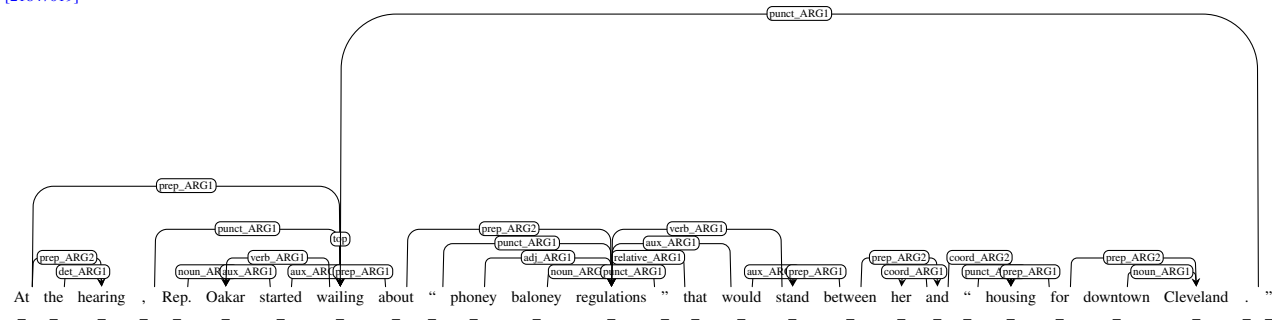 punct_ARG1
prep_ARG1
punct_ARG1 prep_ARG2 verb_ARG1
top punct_ARG1 aux_ARG1
prep_ARG2 verb_ARG1 adj_ARG1 relative_ARG1 prep_ARG2 coord_ARG2 prep_ARG2
det_ARG1 aux_ARG1 prep_ARG1 punct_ARG1 prep_ARG1 coord_ARG1 prep_ARG1 noun_ARG1
At the hearing , Rep. Oakar started wailing about “ phoney baloney regulations ” that would stand between her and “ housing for downtown Cleveland . ”